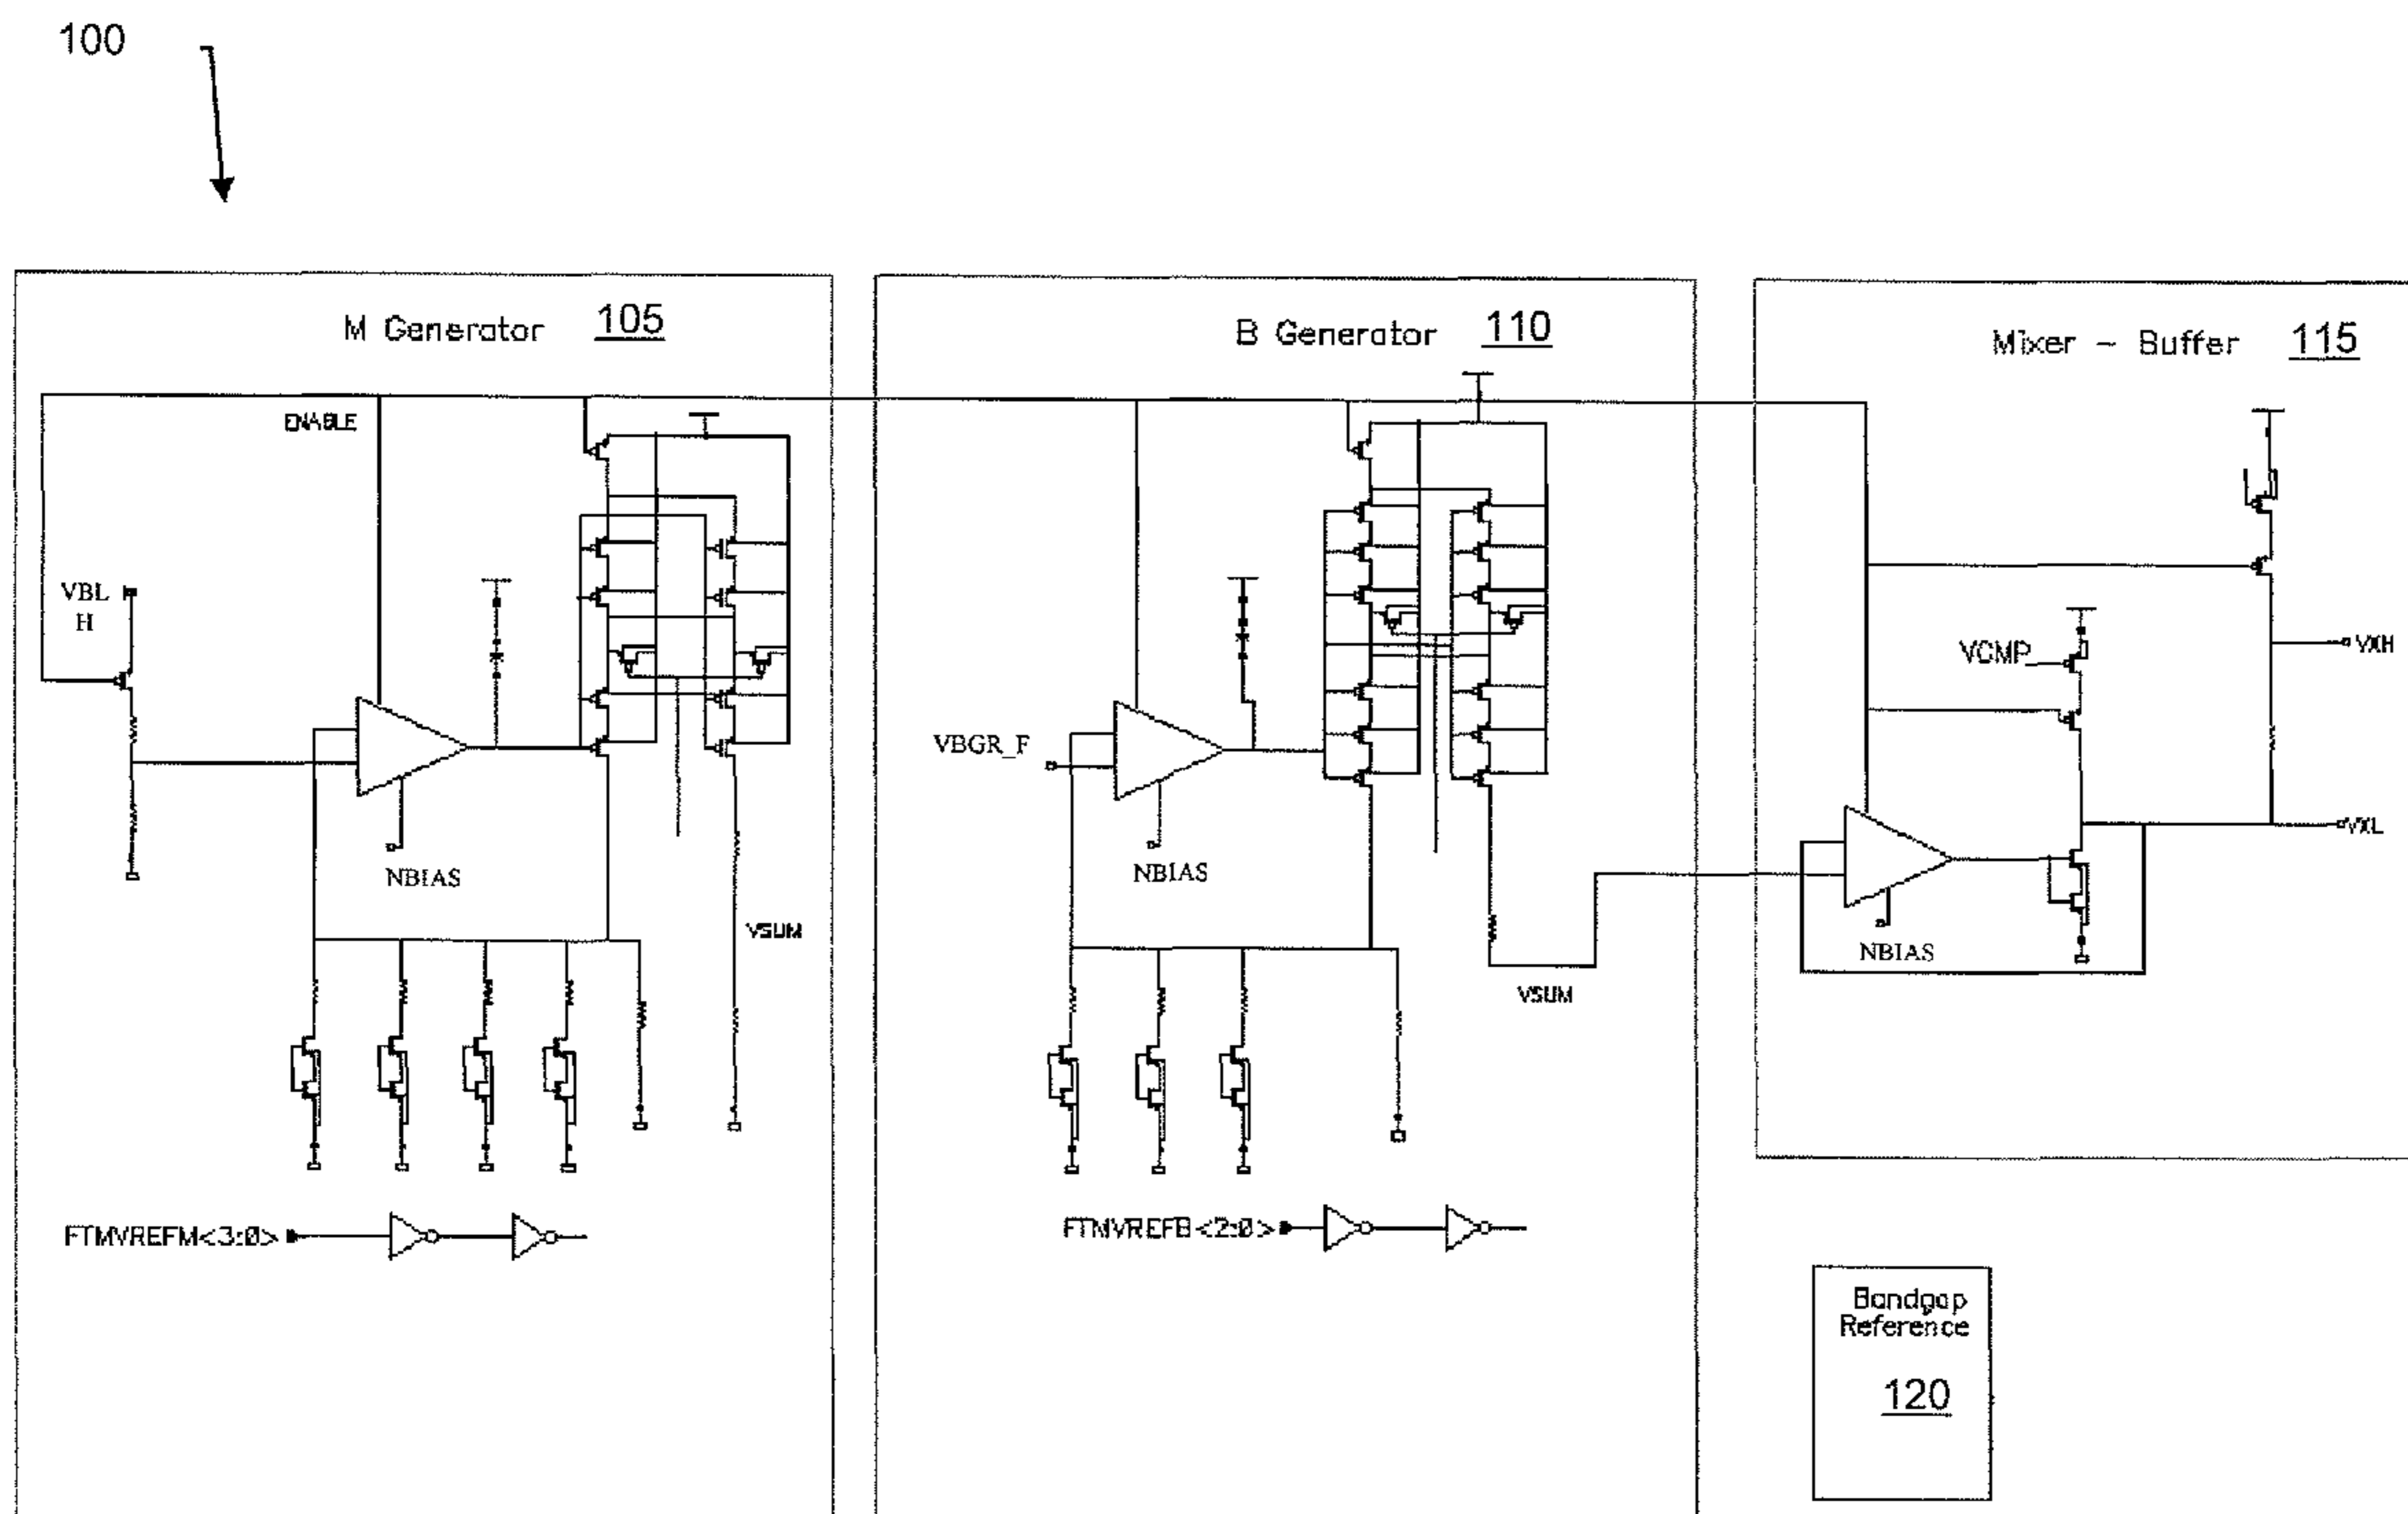 100
M Generator 105
ENABLE
VBL
H
NBIAS
VSUM
FTMVREFM<3:0>
B Generator 110
VBGR_F
NBIAS
VSUM
FTMVREFB<2:0>
Mixer - Buffer 115
VCMP
VXH
VXL
NBIAS
Bandgap
Reference
120